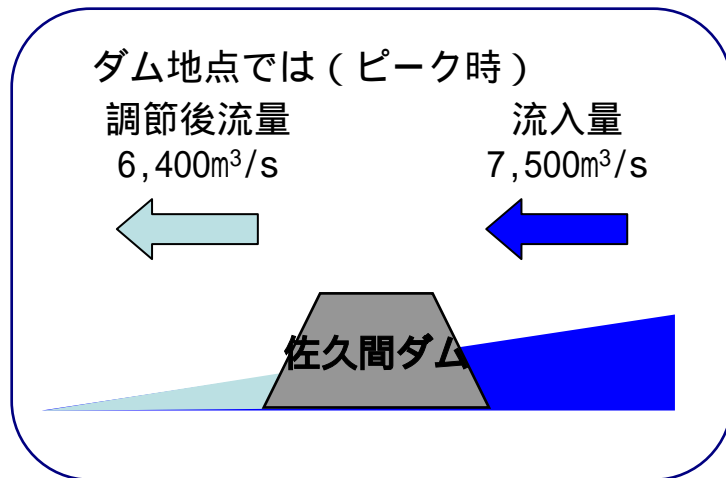 ダム地点では（ピーク時）
調節後流量
6,400m³/s
流入量
7,500m³/s
佐久間ダム